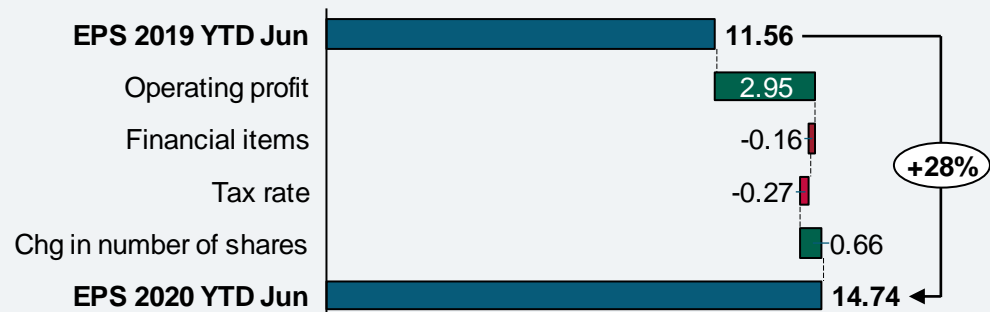 EPS 2019 YTD Jun 11.56
Operating profit 2.95
Financial items -0.16
+28%
Tax rate -0.27
Chg in number of shares 0.66
EPS 2020 YTD Jun 14.74